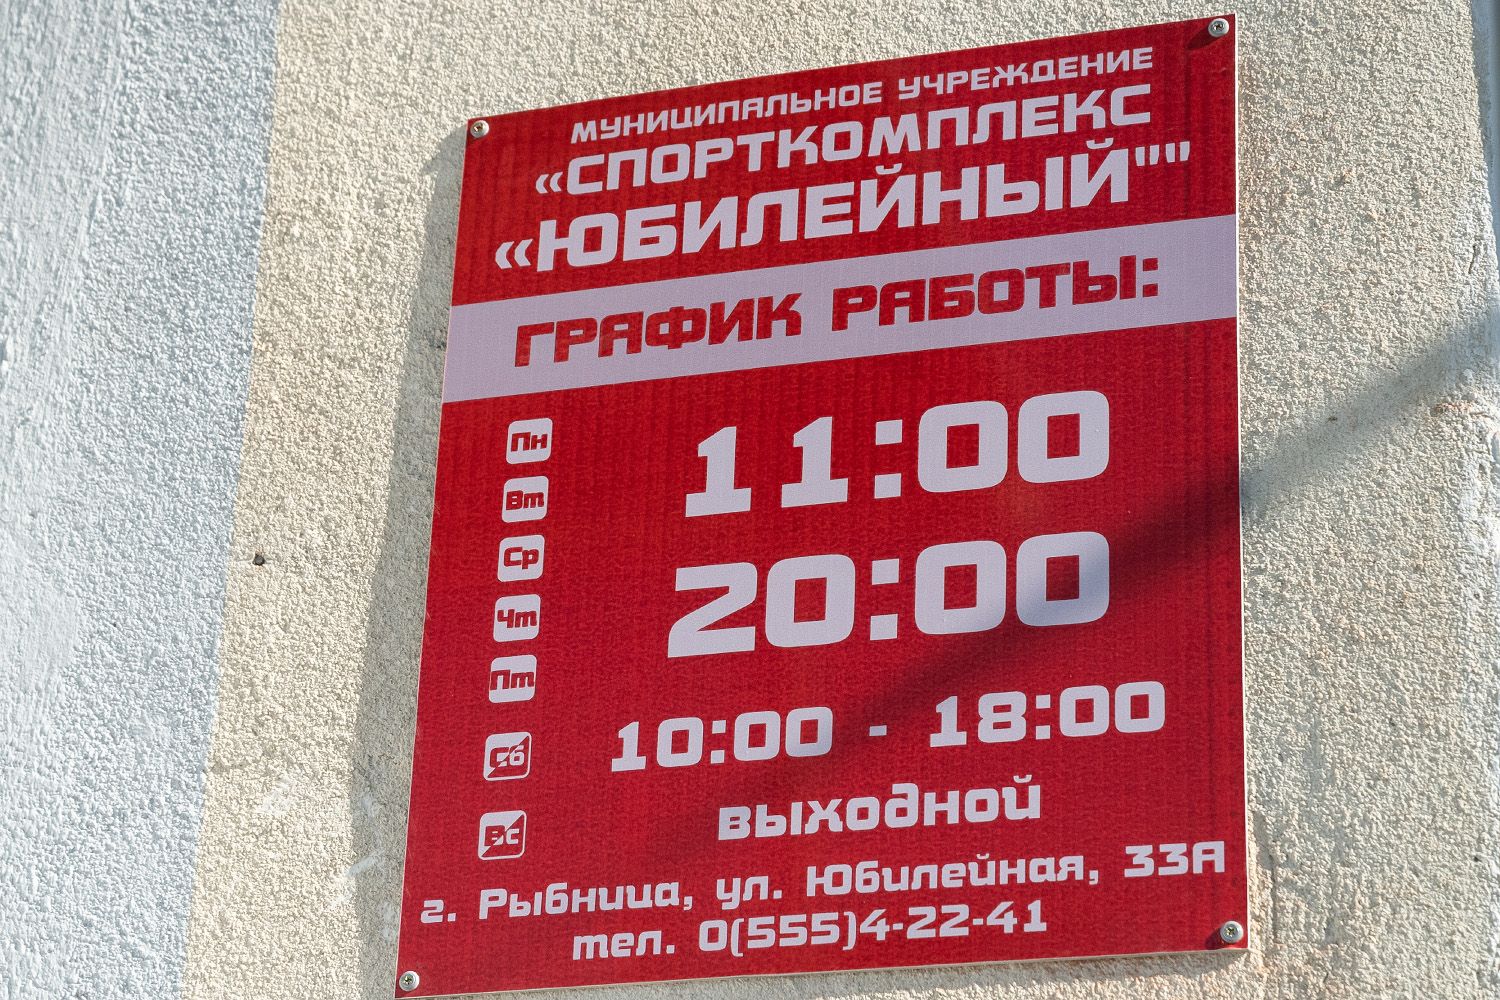 МУНИЦИПАЛЬНОЕ УЧРЕЖДЕНИЕ
«СПОРТКОМПЛЕКС
«ЮБИЛЕЙНЫЙ""
ГРАФИК РАБОТЫ:
Пн
11:00
Вт
Ср
20:00
Чт
Пт
Сб 10:00 - 18:00
Вс выходной
г. Рыбница, ул. Юбилейная, 33А
тел. 0(555)4-22-41